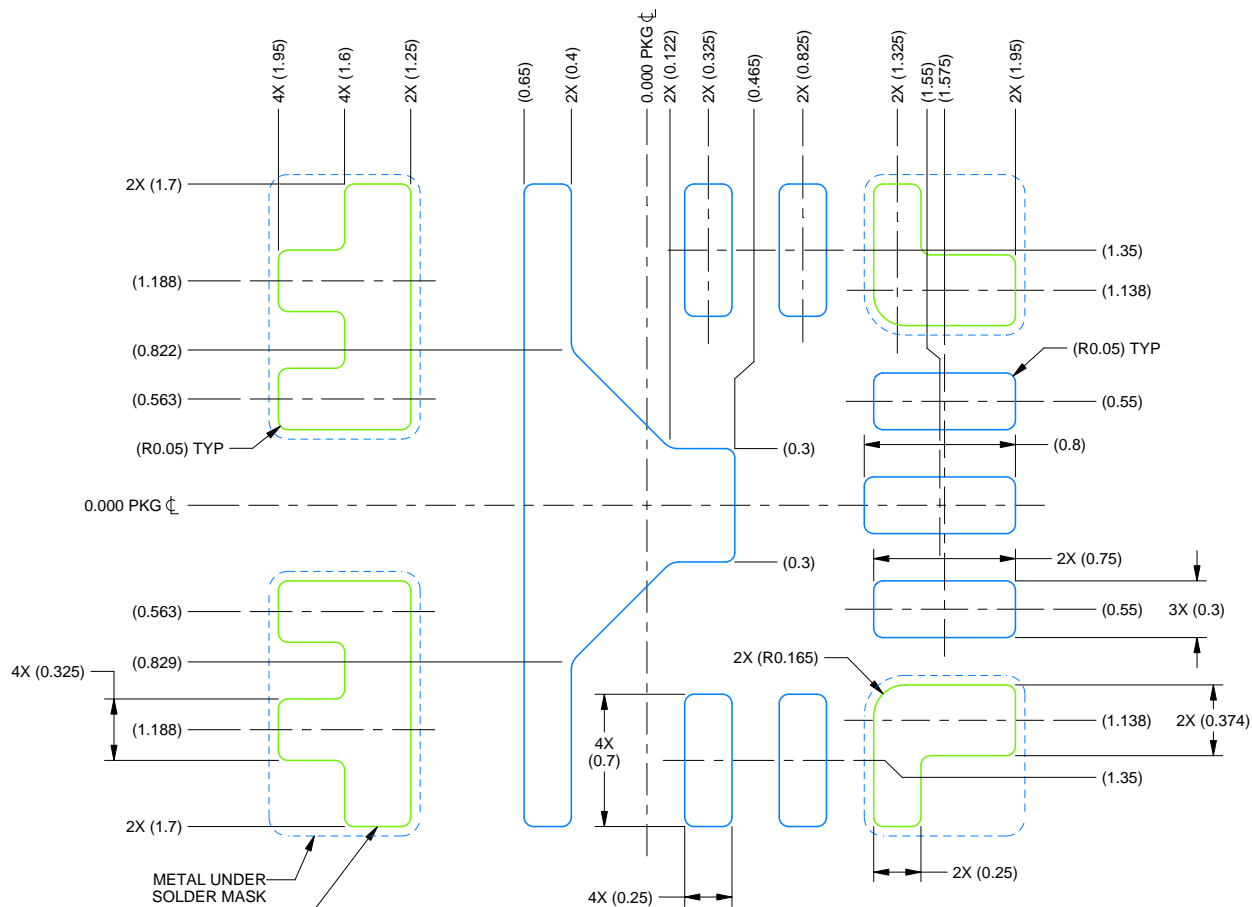 4X (1.95)
4X (1.6)
2X (1.25)
(0.65)
2X (0.4)
0.000 PKG ℄
2X (0.122)
2X (0.325)
(0.465)
2X (0.825)
2X (1.325)
(1.55)
(1.575)
2X (1.95)
2X (1.7)
(1.35)
(1.188)
(1.138)
(0.822)
(R0.05) TYP
(0.563)
(0.55)
(R0.05) TYP
(0.3)
(0.8)
0.000 PKG ℄
(0.3)
2X (0.75)
(0.563)
(0.55)
3X (0.3)
(0.829)
2X (R0.165)
4X (0.325)
(1.188)
(1.138)
2X (0.374)
4X
(0.7)
(1.35)
2X (1.7)
METAL UNDER
SOLDER MASK
4X (0.25)
2X (0.25)